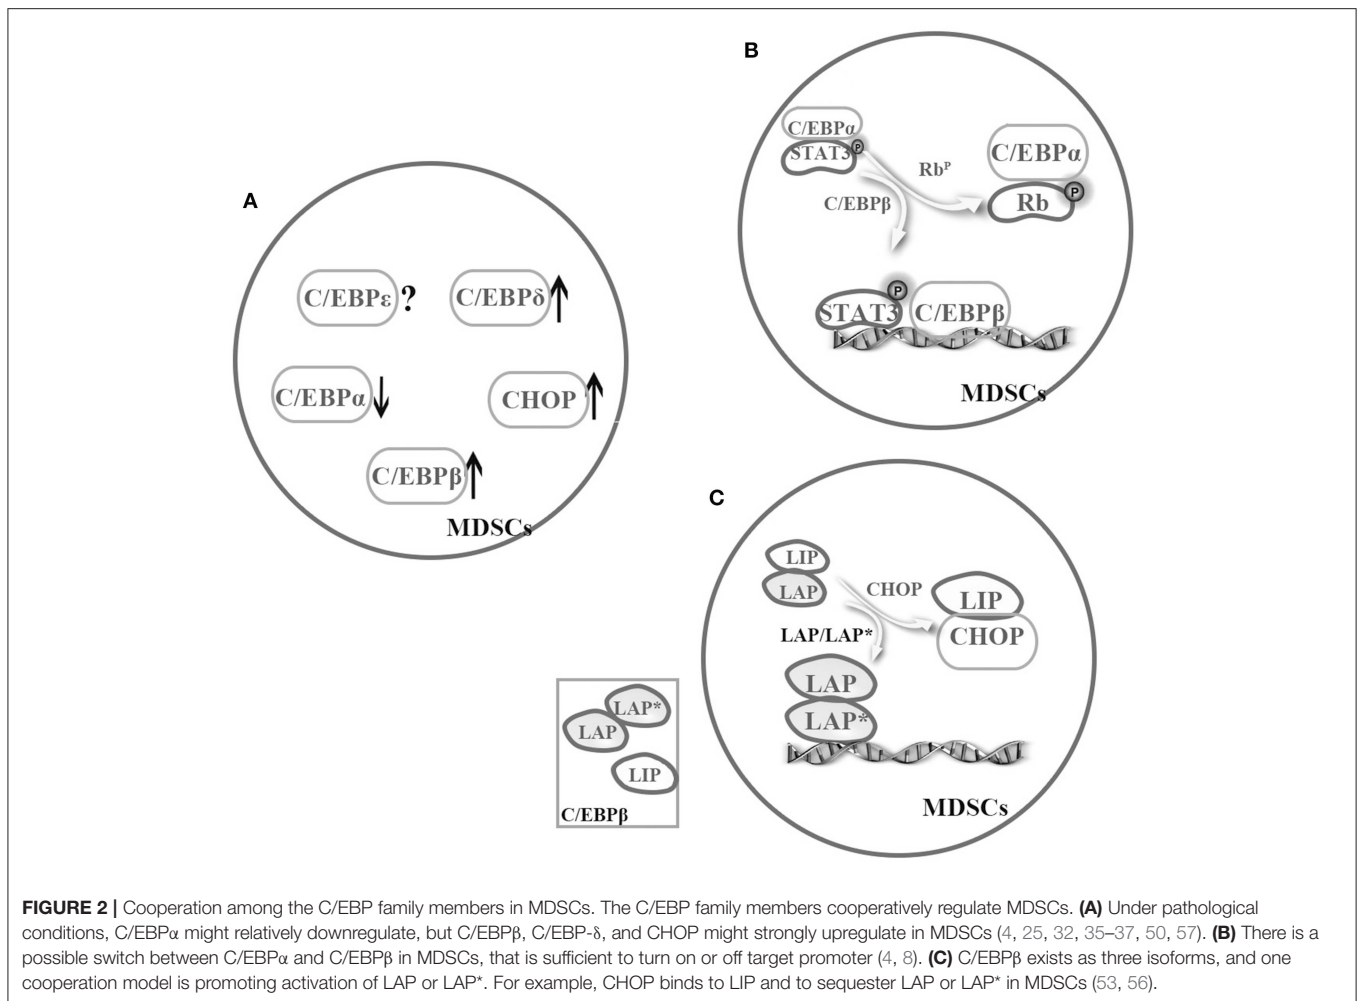 A
C/EBPε ?
C/EBPδ
C/EBPα
CHOP
C/EBPβ
MDSCs
B
C/EBPα
STAT3
P
Rbᴾ
C/EBPβ
C/EBPα
Rb
P
P
STAT3
C/EBPβ
MDSCs
C
LIP
LAP
CHOP
LAP/LAP*
LIP
CHOP
LAP
LAP*
MDSCs
LAP*
LAP
LIP
C/EBPβ
FIGURE 2 | Cooperation among the C/EBP family members in MDSCs. The C/EBP family members cooperatively regulate MDSCs. (A) Under pathological
conditions, C/EBPα might relatively downregulate, but C/EBPβ, C/EBP-δ, and CHOP might strongly upregulate in MDSCs (4, 25, 32, 35–37, 50, 57). (B) There is a
possible switch between C/EBPα and C/EBPβ in MDSCs, that is sufficient to turn on or off target promoter (4, 8). (C) C/EBPβ exists as three isoforms, and one
cooperation model is promoting activation of LAP or LAP*. For example, CHOP binds to LIP and to sequester LAP or LAP* in MDSCs (53, 56).